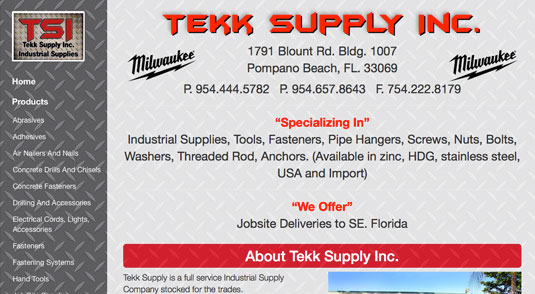 TSI
Tekk Supply Inc.
Industrial Supplies
Home
Products
Abrasives
Adhesives
Air Nailers And Nails
Concrete Drills And Chisels
Concrete Fasteners
Drilling And Accessories
Electrical Cords, Lights,
Accessories
Fasteners
Fastening Systems
Hand Tools
TEKK SUPPLY INC.
Milwaukee
1791 Blount Rd. Bldg. 1007
Milwaukee
Pompano Beach, FL. 33069
P. 954.444.5782 P. 954.657.8643 F. 754.222.8179
“Specializing In”
Industrial Supplies, Tools, Fasteners, Pipe Hangers, Screws, Nuts, Bolts,
Washers, Threaded Rod, Anchors. (Available in zinc, HDG, stainless steel,
USA and Import)
“We Offer”
Jobsite Deliveries to SE. Florida
About Tekk Supply Inc.
Tekk Supply is a full service Industrial Supply
Company stocked for the trades.